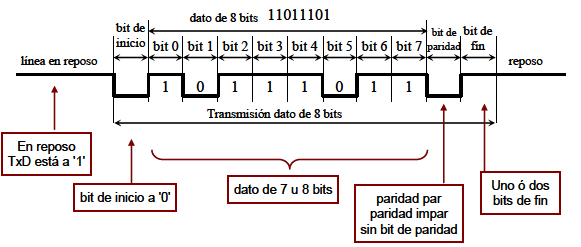 dato de 8 bits 11011101
bit de inicio
bit 0 bit 1 bit 2 bit 3 bit 4 bit 5 bit 6 bit 7
bit de paridad
bit de fin
línea en reposo
reposo
1 0 1 1 1 0 1 1
Transmisión dato de 8 bits
En reposo
TxD está a '1'
bit de inicio a '0'
dato de 7 u 8 bits
paridad par
paridad impar
sin bit de paridad
Uno ó dos
bits de fin